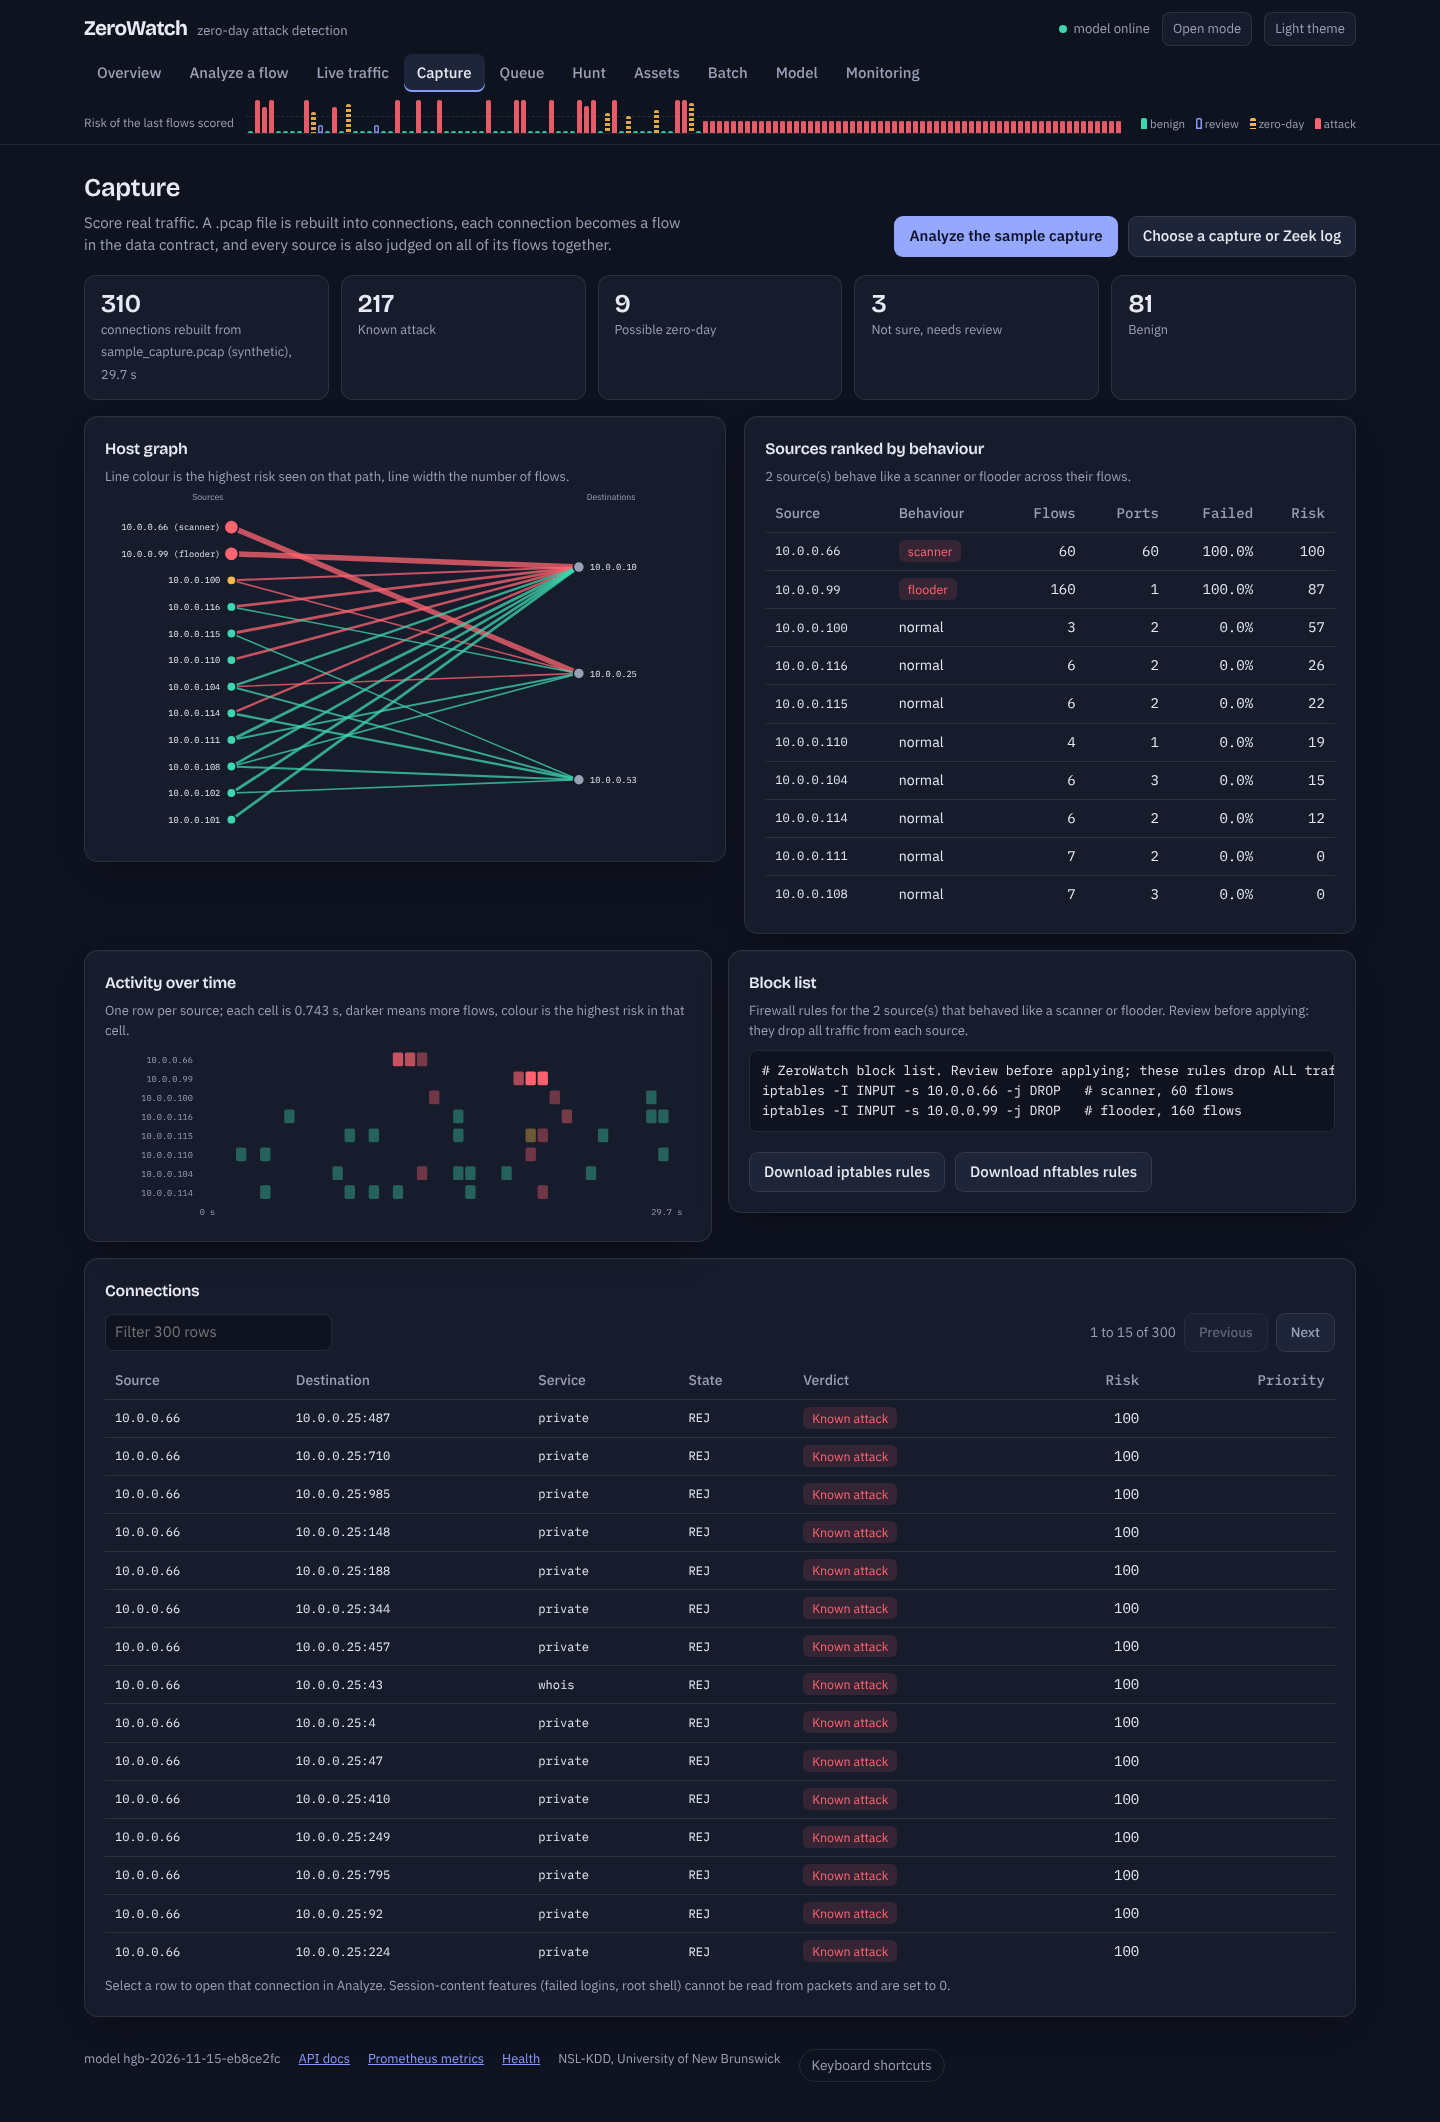 ZeroWatch zero-day attack detection
model online Open mode Light theme
Overview Analyze a flow Live traffic Capture Queue Hunt Assets Batch Model Monitoring
Risk of the last flows scored benign review zero-day attack
Capture
Score real traffic. A .pcap file is rebuilt into connections, each connection becomes a flow
in the data contract, and every source is also judged on all of its flows together.
Analyze the sample capture Choose a capture or Zeek log
310
connections rebuilt from
sample_capture.pcap (synthetic),
29.7 s
217
Known attack
9
Possible zero-day
3
Not sure, needs review
81
Benign
Host graph
Line colour is the highest risk seen on that path, line width the number of flows.
Sources Destinations
10.0.0.66 (scanner)
10.0.0.99 (flooder)
10.0.0.100
10.0.0.116
10.0.0.115
10.0.0.110
10.0.0.104
10.0.0.114
10.0.0.111
10.0.0.108
10.0.0.102
10.0.0.101
10.0.0.10
10.0.0.25
10.0.0.53
Sources ranked by behaviour
2 source(s) behave like a scanner or flooder across their flows.
Source Behaviour Flows Ports Failed Risk
10.0.0.66 scanner 60 60 100.0% 100
10.0.0.99 flooder 160 1 100.0% 87
10.0.0.100 normal 3 2 0.0% 57
10.0.0.116 normal 6 2 0.0% 26
10.0.0.115 normal 6 2 0.0% 22
10.0.0.110 normal 4 1 0.0% 19
10.0.0.104 normal 6 3 0.0% 15
10.0.0.114 normal 6 2 0.0% 12
10.0.0.111 normal 7 2 0.0% 0
10.0.0.108 normal 7 3 0.0% 0
Activity over time
One row per source; each cell is 0.743 s, darker means more flows, colour is the highest risk in that
cell.
10.0.0.66
10.0.0.99
10.0.0.100
10.0.0.116
10.0.0.115
10.0.0.110
10.0.0.104
10.0.0.114
0 s 29.7 s
Block list
Firewall rules for the 2 source(s) that behaved like a scanner or flooder. Review before applying:
they drop all traffic from each source.
# ZeroWatch block list. Review before applying; these rules drop ALL traf
iptables -I INPUT -s 10.0.0.66 -j DROP # scanner, 60 flows
iptables -I INPUT -s 10.0.0.99 -j DROP # flooder, 160 flows
Download iptables rules Download nftables rules
Connections
Filter 300 rows 1 to 15 of 300 Previous Next
Source Destination Service State Verdict Risk Priority
10.0.0.66 10.0.0.25:487 private REJ Known attack 100
10.0.0.66 10.0.0.25:710 private REJ Known attack 100
10.0.0.66 10.0.0.25:985 private REJ Known attack 100
10.0.0.66 10.0.0.25:148 private REJ Known attack 100
10.0.0.66 10.0.0.25:188 private REJ Known attack 100
10.0.0.66 10.0.0.25:344 private REJ Known attack 100
10.0.0.66 10.0.0.25:457 private REJ Known attack 100
10.0.0.66 10.0.0.25:43 whois REJ Known attack 100
10.0.0.66 10.0.0.25:4 private REJ Known attack 100
10.0.0.66 10.0.0.25:47 private REJ Known attack 100
10.0.0.66 10.0.0.25:410 private REJ Known attack 100
10.0.0.66 10.0.0.25:249 private REJ Known attack 100
10.0.0.66 10.0.0.25:795 private REJ Known attack 100
10.0.0.66 10.0.0.25:92 private REJ Known attack 100
10.0.0.66 10.0.0.25:224 private REJ Known attack 100
Select a row to open that connection in Analyze. Session-content features (failed logins, root shell) cannot be read from packets and are set to 0.
model hgb-2026-11-15-eb8ce2fc API docs Prometheus metrics Health NSL-KDD, University of New Brunswick Keyboard shortcuts